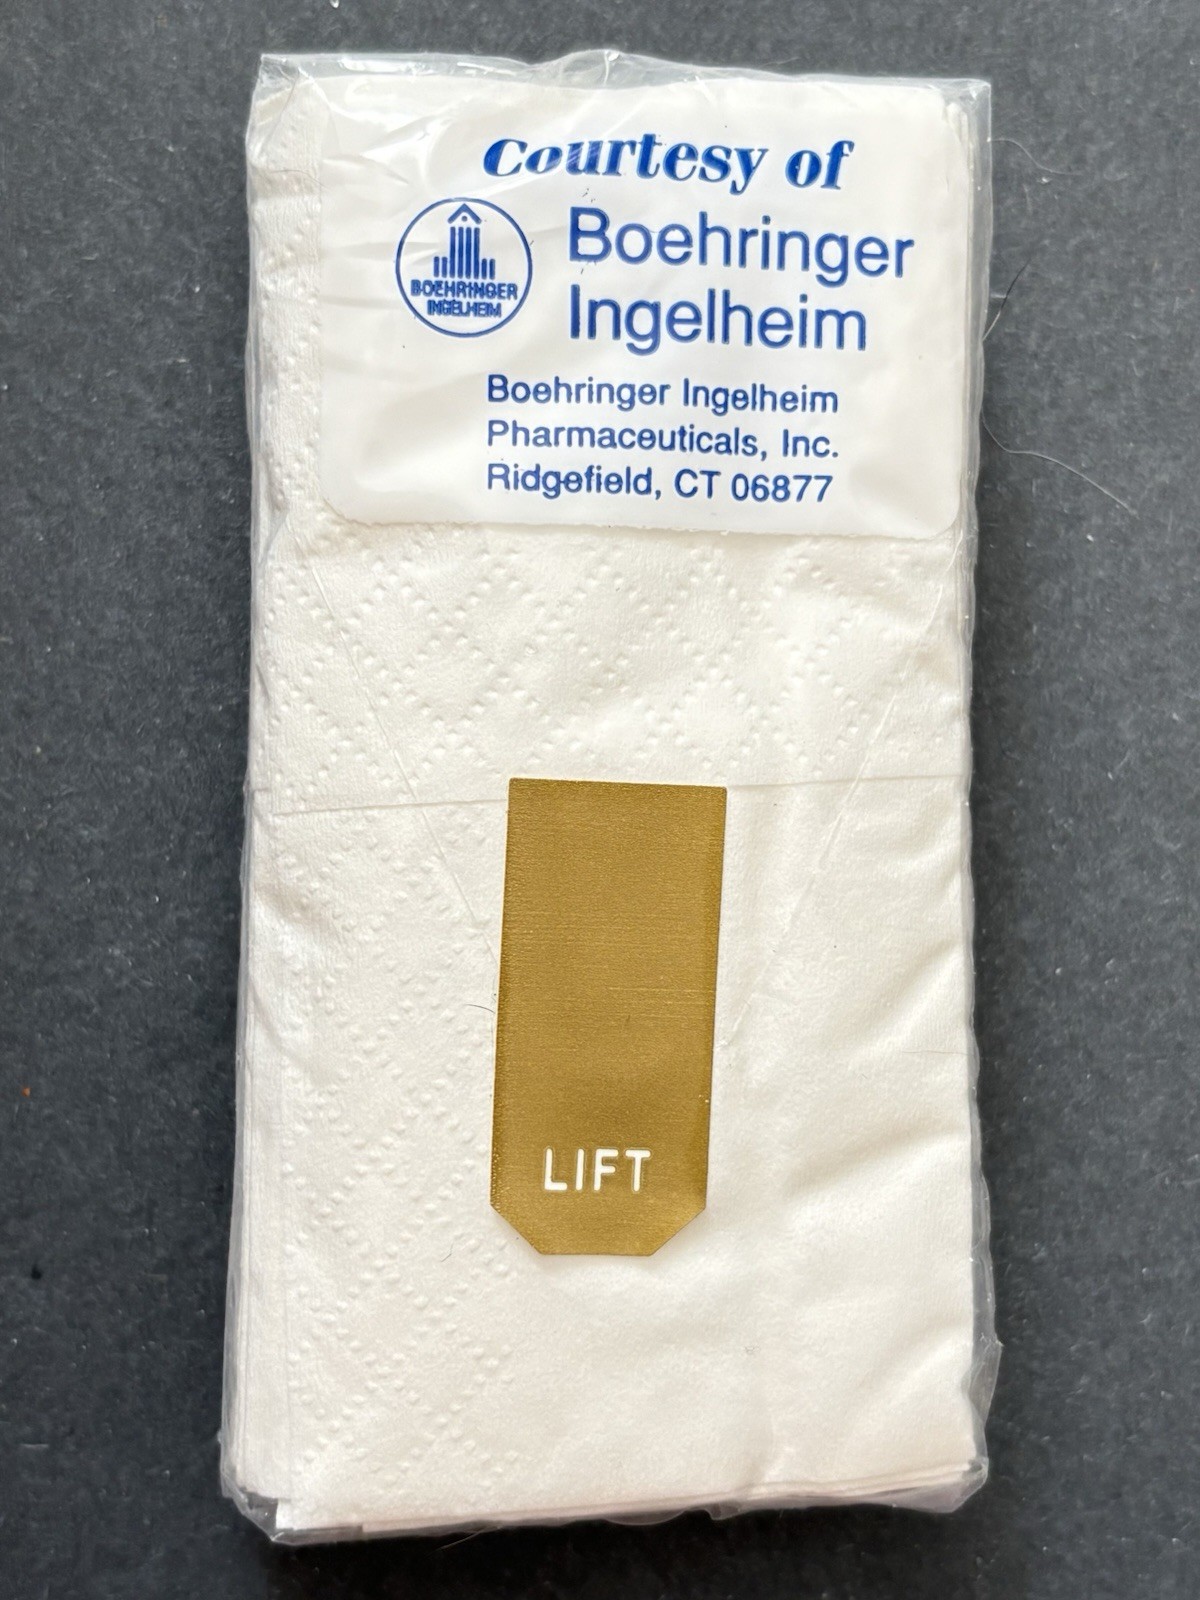 Courtesy of
BOEHRINGER
INGELHEIM
Boehringer
Ingelheim
Boehringer Ingelheim
Pharmaceuticals, Inc.
Ridgefield, CT 06877
LIFT